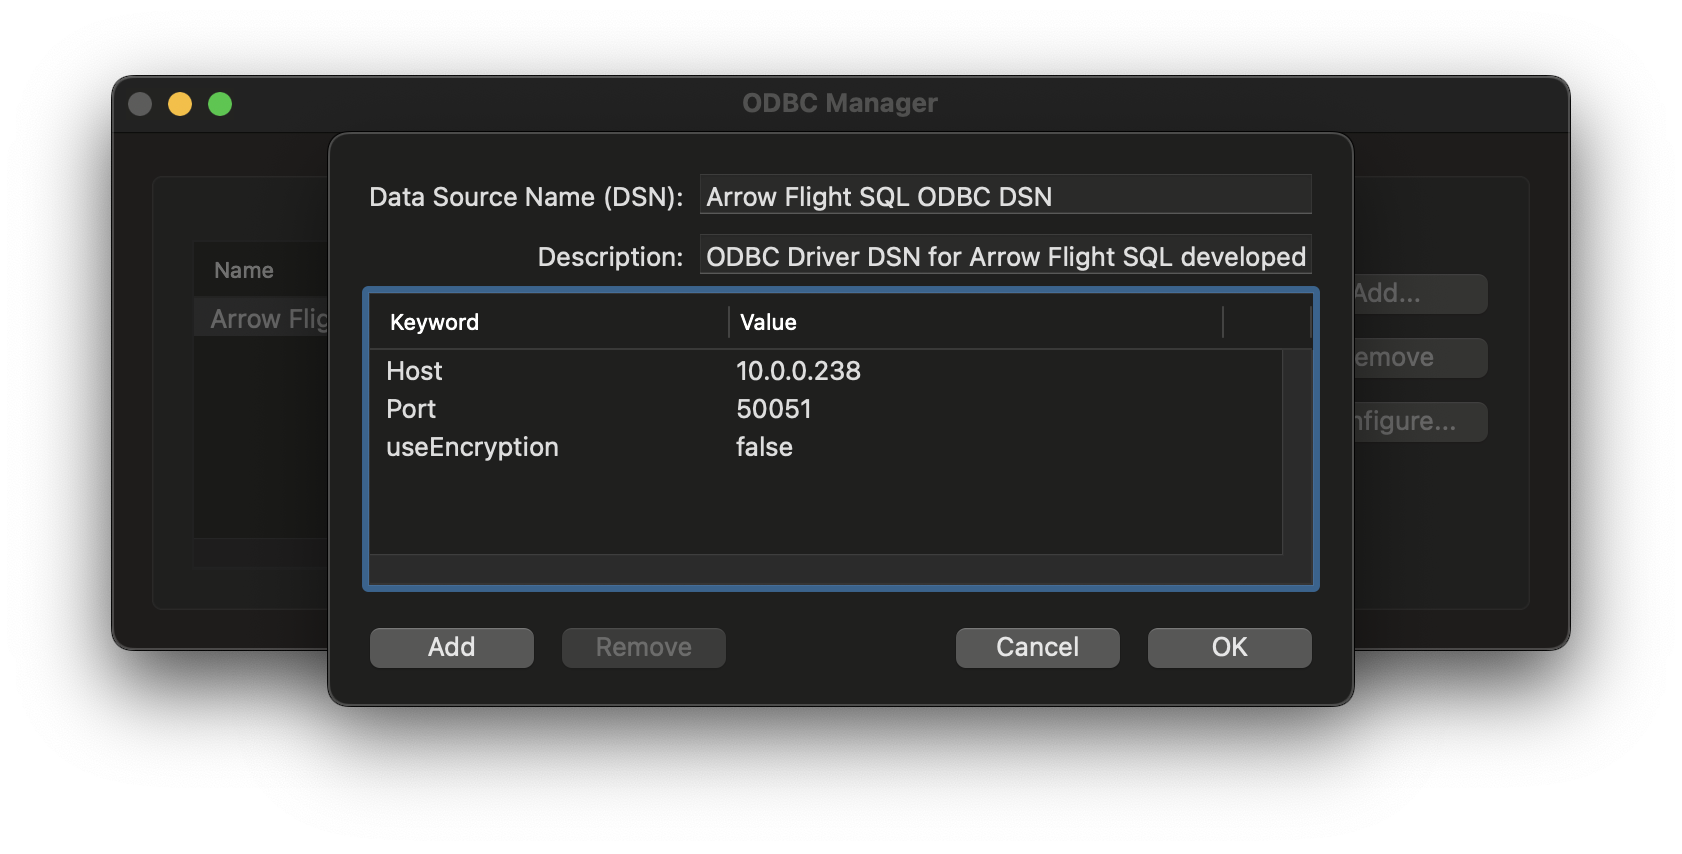 ODBC Manager
Data Source Name (DSN): Arrow Flight SQL ODBC DSN
Description: ODBC Driver DSN for Arrow Flight SQL developed
Name
Arrow Flig
Add...
emove
nfigure...
Keyword Value
Host 10.0.0.238
Port 50051
useEncryption false
Add Remove Cancel OK